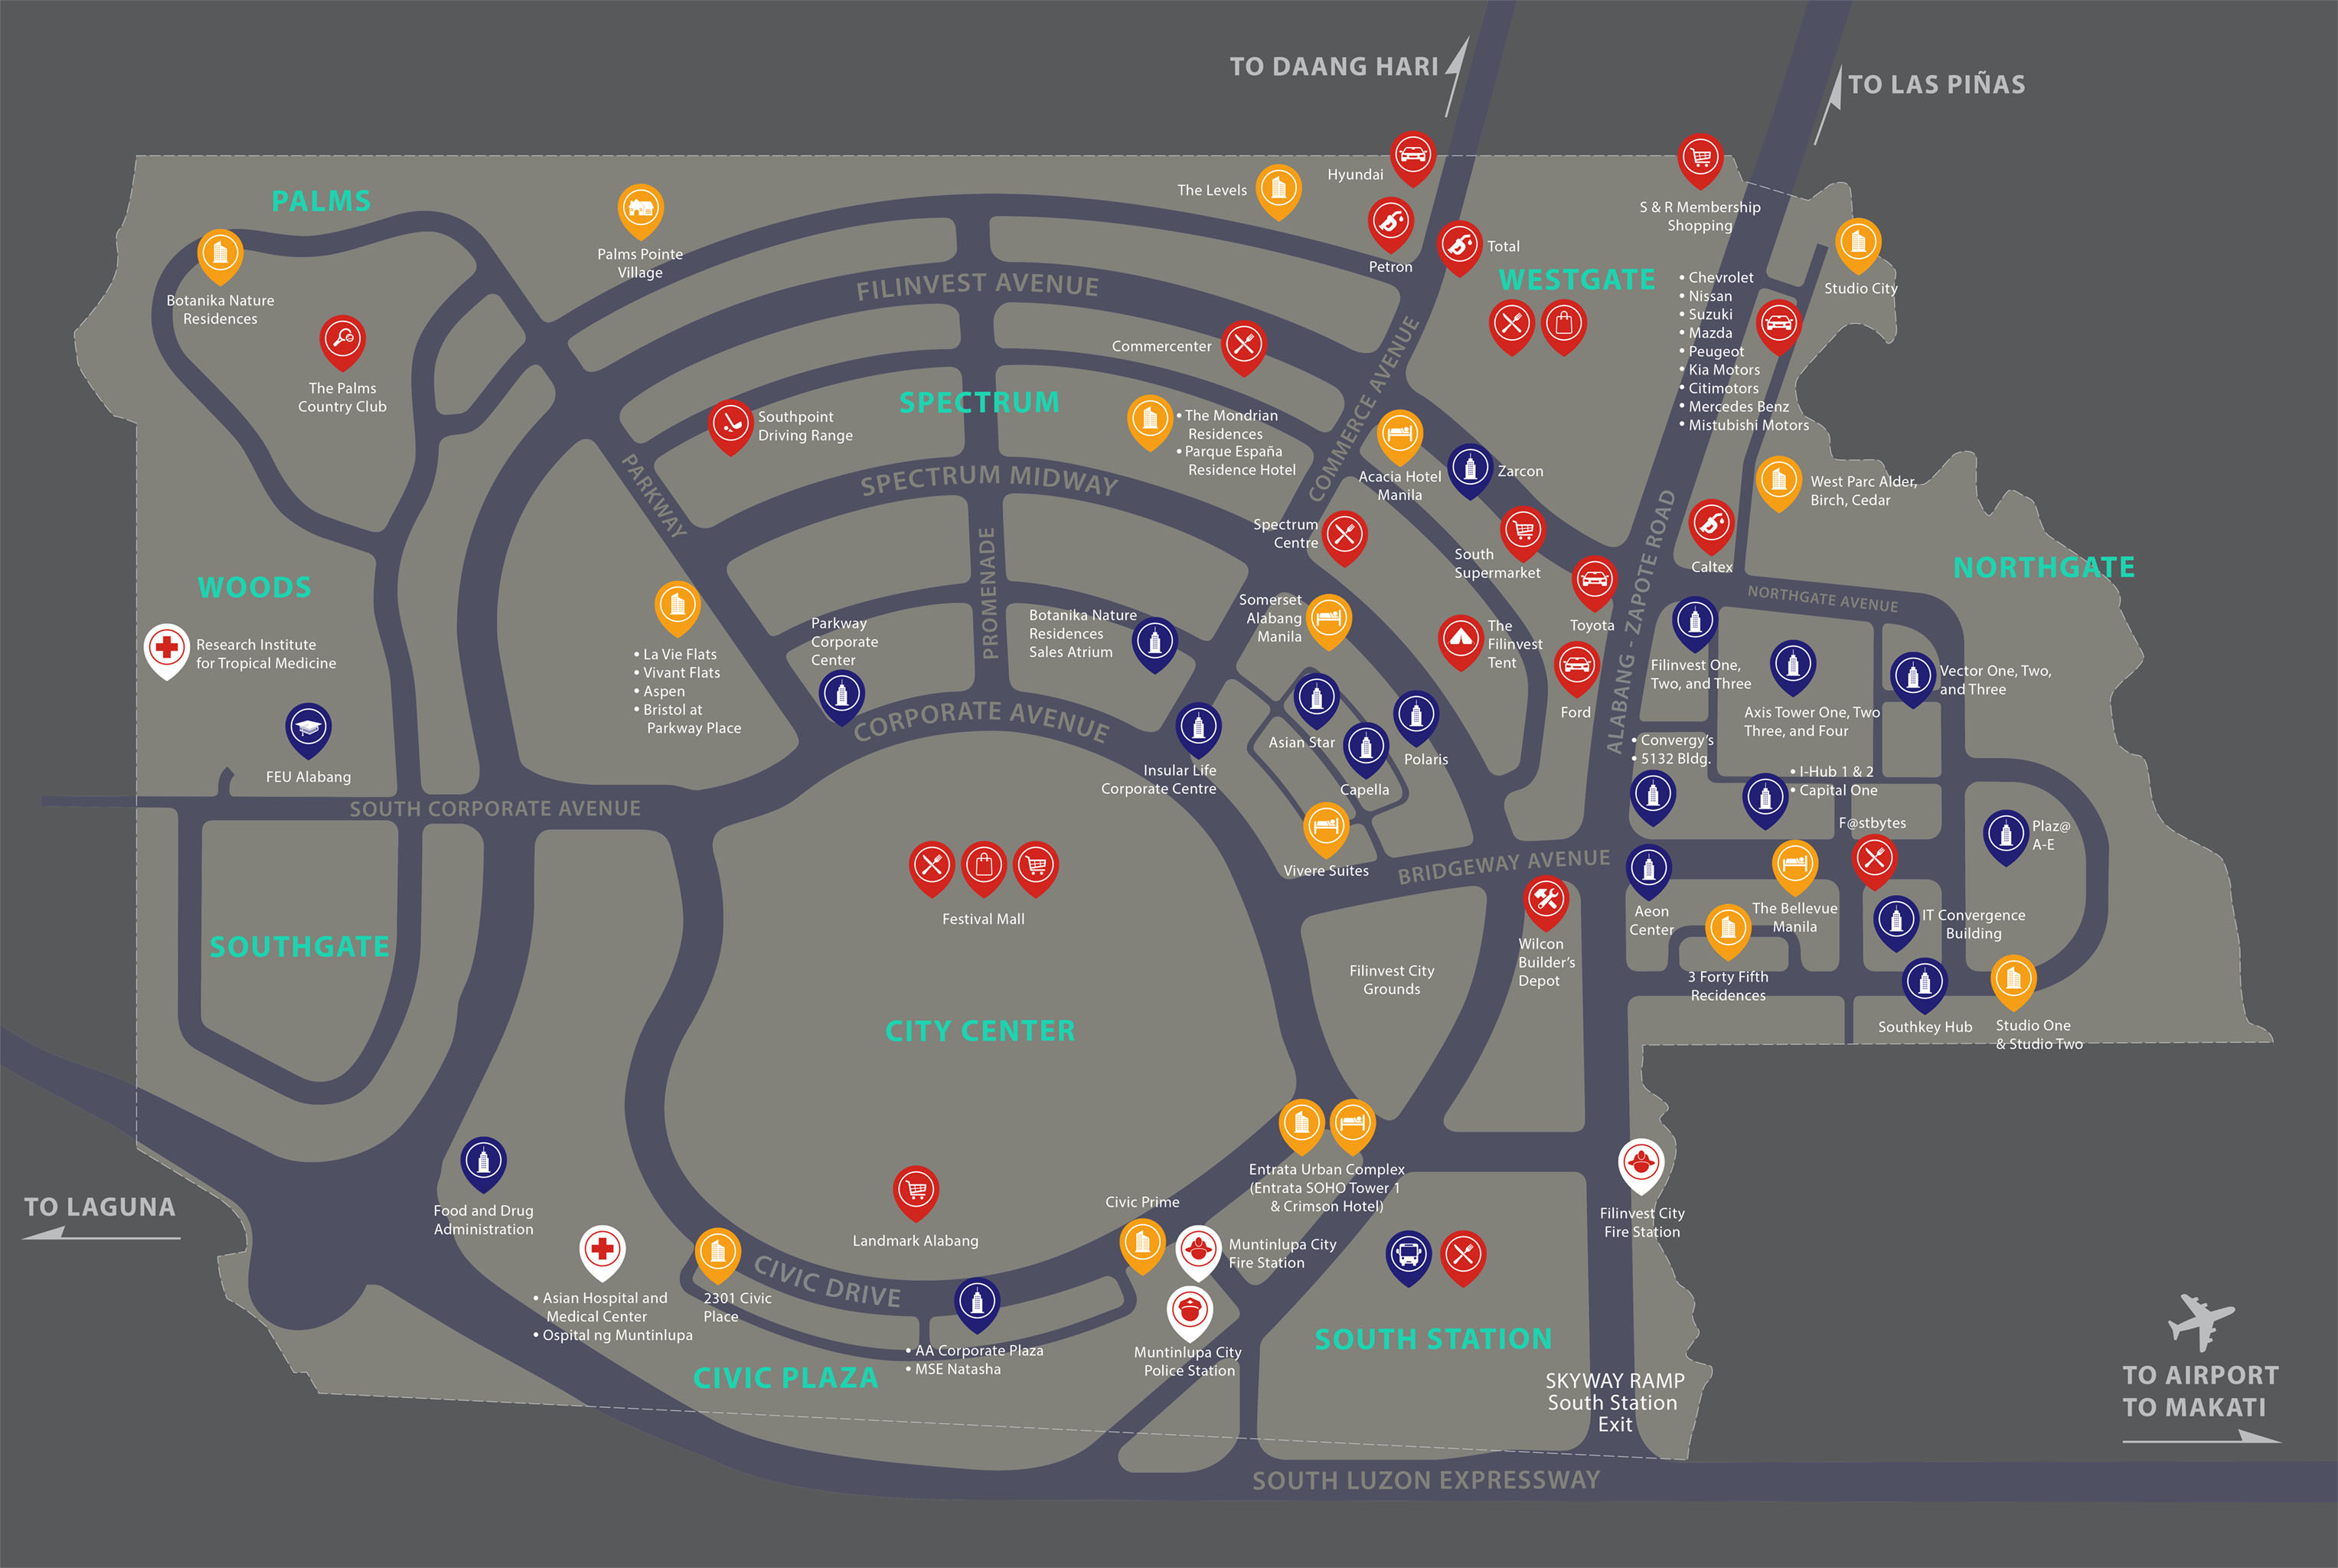 TO DAANG HARI
TO LAS PIÑAS
PALMS
Botanika Nature
Residences
The Palms
Country Club
Palms Pointe
Village
The Levels
Hyundai
Petron
Total
WESTGATE
S & R Membership
Shopping
• Chevrolet
• Nissan
• Suzuki
• Mazda
• Peugeot
• Kia Motors
• Citimotors
• Mercedes Benz
• Mistubishi Motors
Studio City
FILINVEST AVENUE
Commercenter
SPECTRUM
Southpoint
Driving Range
• The Mondrian
Residences
• Parque España
Residence Hotel
SPECTRUM MIDWAY
COMMERCE AVENUE
PARKWAY
PROMENADE
Acacia Hotel
Manila
Zarcon
Spectrum
Centre
South
Supermarket
Toyota
ALABANG - ZAPOTE ROAD
Caltex
West Parc Alder,
Birch, Cedar
NORTHGATE
NORTHGATE AVENUE
WOODS
Research Institute
for Tropical Medicine
FEU Alabang
• La Vie Flats
• Vivant Flats
• Aspen
• Bristol at
Parkway Place
Parkway
Corporate
Center
Botanika Nature
Residences
Sales Atrium
Somerset
Alabang
Manila
The
Filinvest
Tent
Ford
Filinvest One,
Two, and Three
Axis Tower One, Two
Three, and Four
Vector One, Two,
and Three
CORPORATE AVENUE
Insular Life
Corporate Centre
Asian Star
Capella
Polaris
• Convergy's
• 5132 Bldg.
• I-Hub 1 & 2
• Capital One
F@stbytes
Plaz@
A-E
SOUTH CORPORATE AVENUE
Vivere Suites
BRIDGEWAY AVENUE
Festival Mall
SOUTHGATE
Aeon
Center
The Bellevue
Manila
IT Convergence
Building
Wilcon
Builder's
Depot
Filinvest City
Grounds
3 Forty Fifth
Recidences
Southkey Hub
Studio One
& Studio Two
CITY CENTER
TO LAGUNA
Food and Drug
Administration
Landmark Alabang
Civic Prime
Entrata Urban Complex
(Entrata SOHO Tower 1
& Crimson Hotel)
Filinvest City
Fire Station
Muntinlupa City
Fire Station
• Asian Hospital and
Medical Center
• Ospital ng Muntinlupa
2301 Civic
Place
CIVIC DRIVE
• AA Corporate Plaza
• MSE Natasha
Muntinlupa City
Police Station
SOUTH STATION
CIVIC PLAZA
SKYWAY RAMP
South Station
Exit
TO AIRPORT
TO MAKATI
SOUTH LUZON EXPRESSWAY